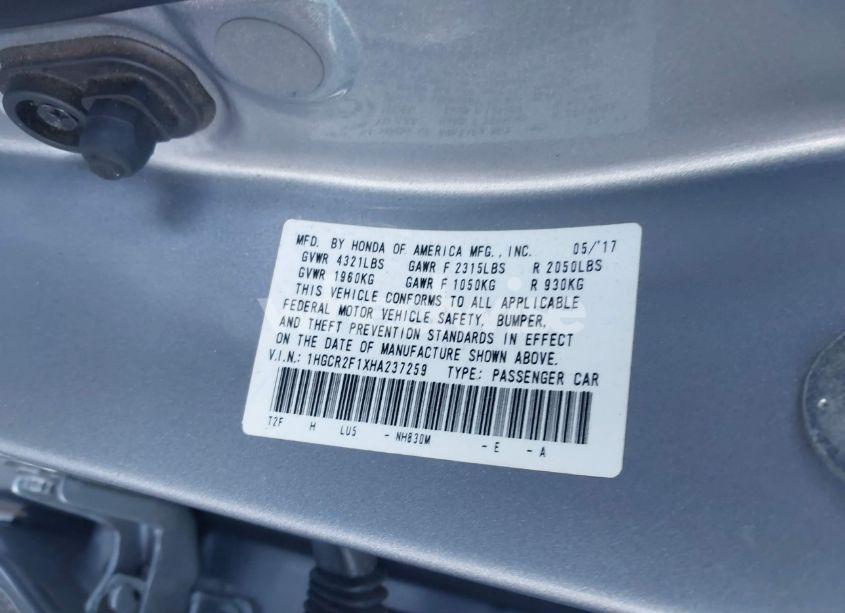 MFD. BY HONDA OF AMERICA MFG., INC. 05/'17
GVWR 4321LBS GAWR F 2315LBS R 2050LBS
GVWR 1960KG GAWR F 1050KG R 930KG
THIS VEHICLE CONFORMS TO ALL APPLICABLE
FEDERAL MOTOR VEHICLE SAFETY, BUMPER,
AND THEFT PREVENTION STANDARDS IN EFFECT
ON THE DATE OF MANUFACTURE SHOWN ABOVE.
V.I.N.: 1HGCR2F1XHA237259 TYPE: PASSENGER CAR
T2F H LU5 - NH830M - E - A